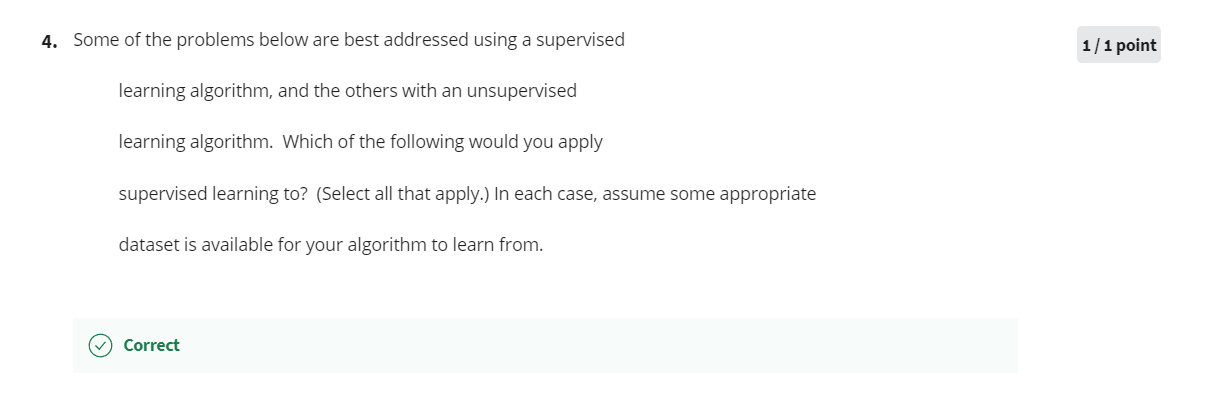 4. Some of the problems below are best addressed using a supervised
1 / 1 point
learning algorithm, and the others with an unsupervised
learning algorithm.  Which of the following would you apply
supervised learning to?  (Select all that apply.) In each case, assume some appropriate
dataset is available for your algorithm to learn from.
Correct